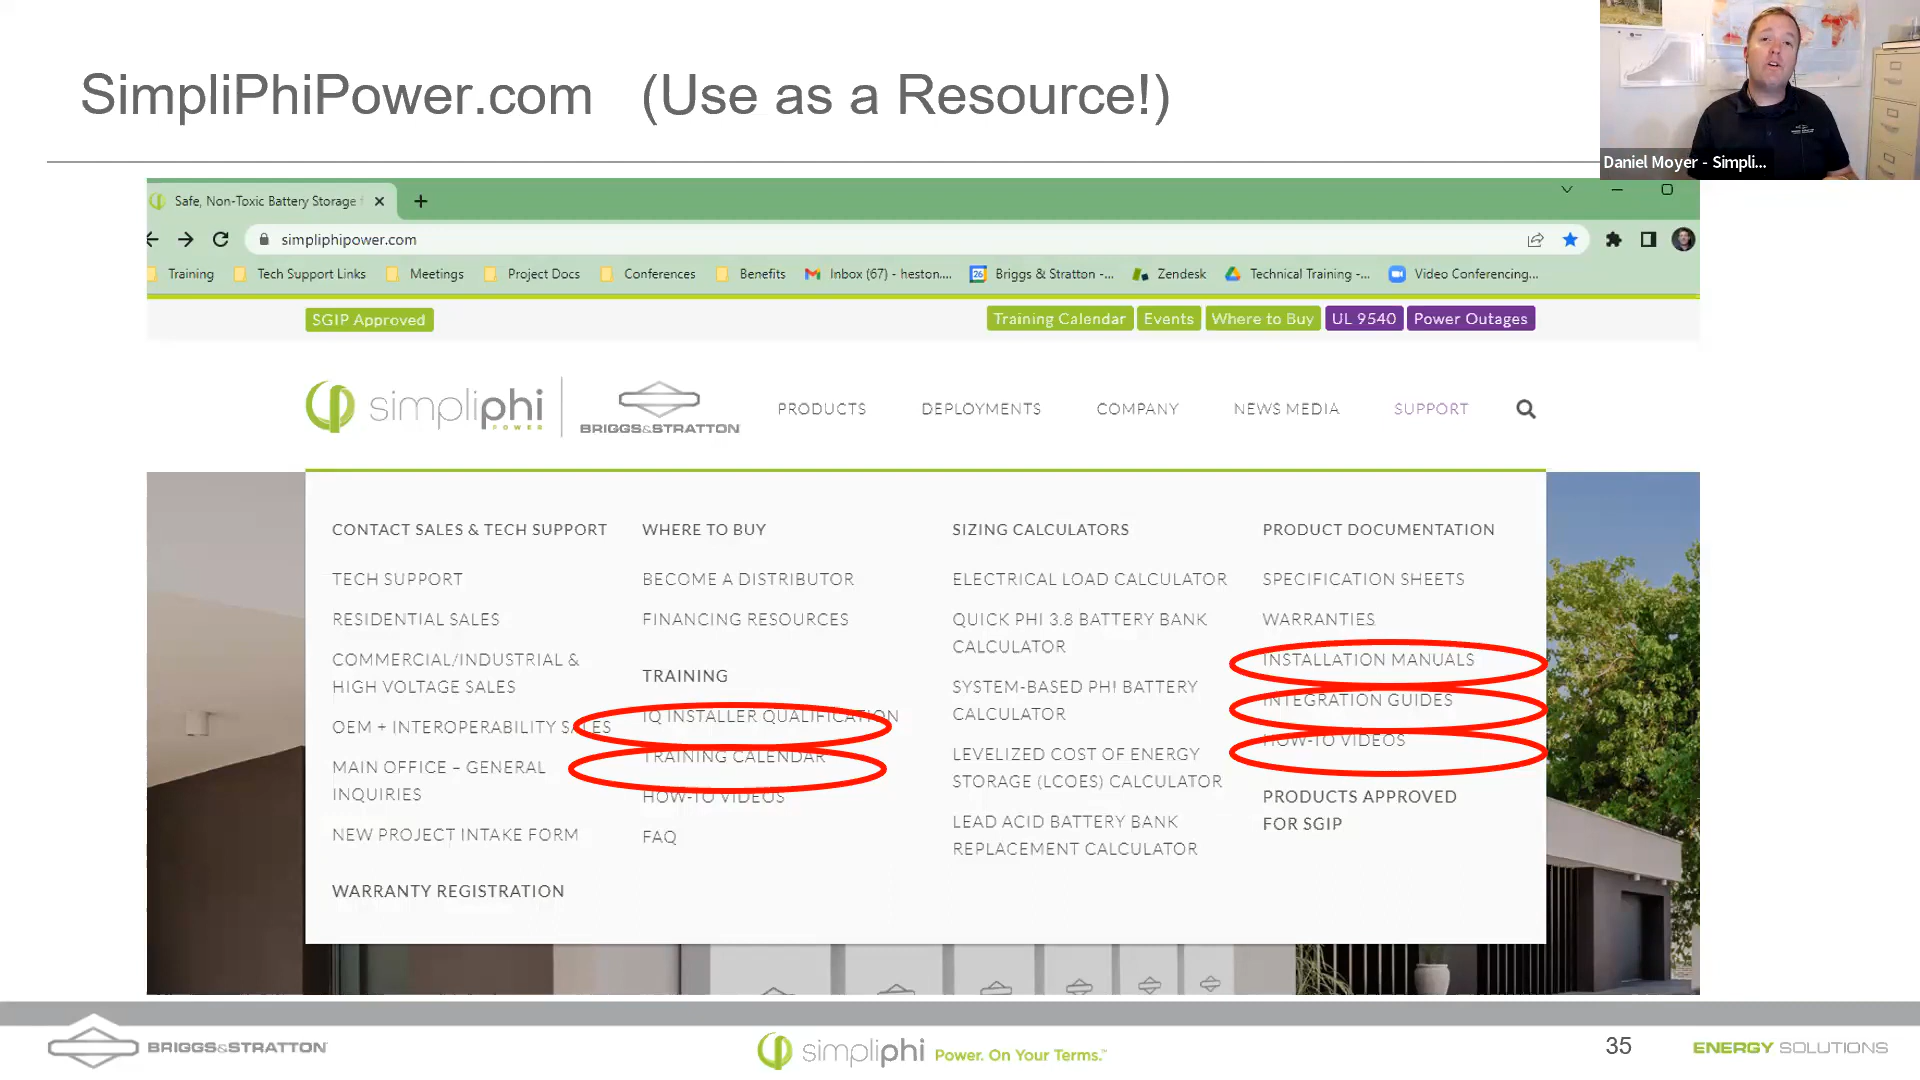 SimpliPhiPower.com (Use as a Resource!)
Daniel Moyer - Simpli...
Safe, Non-Toxic Battery Storage
simpliphipower.com
Training
Tech Support Links
Meetings
Project Docs
Conferences
Benefits
Inbox (67) - heston....
26
Briggs & Stratton -...
Zendesk
Technical Training -...
Video Conferencing...
SGIP Approved
Training Calendar
Events
Where to Buy
UL 9540
Power Outages
simpliphi
POWER
BRIGGS&STRATTON
PRODUCTS
DEPLOYMENTS
COMPANY
NEWS MEDIA
SUPPORT
CONTACT SALES & TECH SUPPORT
TECH SUPPORT
RESIDENTIAL SALES
COMMERCIAL/INDUSTRIAL &
HIGH VOLTAGE SALES
OEM + INTEROPERABILITY SALES
MAIN OFFICE – GENERAL
INQUIRIES
NEW PROJECT INTAKE FORM
WARRANTY REGISTRATION
WHERE TO BUY
BECOME A DISTRIBUTOR
FINANCING RESOURCES
TRAINING
IQ INSTALLER QUALIFICATION
TRAINING CALENDAR
HOW-TO VIDEOS
FAQ
SIZING CALCULATORS
ELECTRICAL LOAD CALCULATOR
QUICK PHI 3.8 BATTERY BANK
CALCULATOR
SYSTEM-BASED PHI BATTERY
CALCULATOR
LEVELIZED COST OF ENERGY
STORAGE (LCOES) CALCULATOR
LEAD ACID BATTERY BANK
REPLACEMENT CALCULATOR
PRODUCT DOCUMENTATION
SPECIFICATION SHEETS
WARRANTIES
INSTALLATION MANUALS
INTEGRATION GUIDES
HOW-TO VIDEOS
PRODUCTS APPROVED
FOR SGIP
BRIGGS&STRATTON
simpliphi Power. On Your Terms.™
35
ENERGY SOLUTIONS